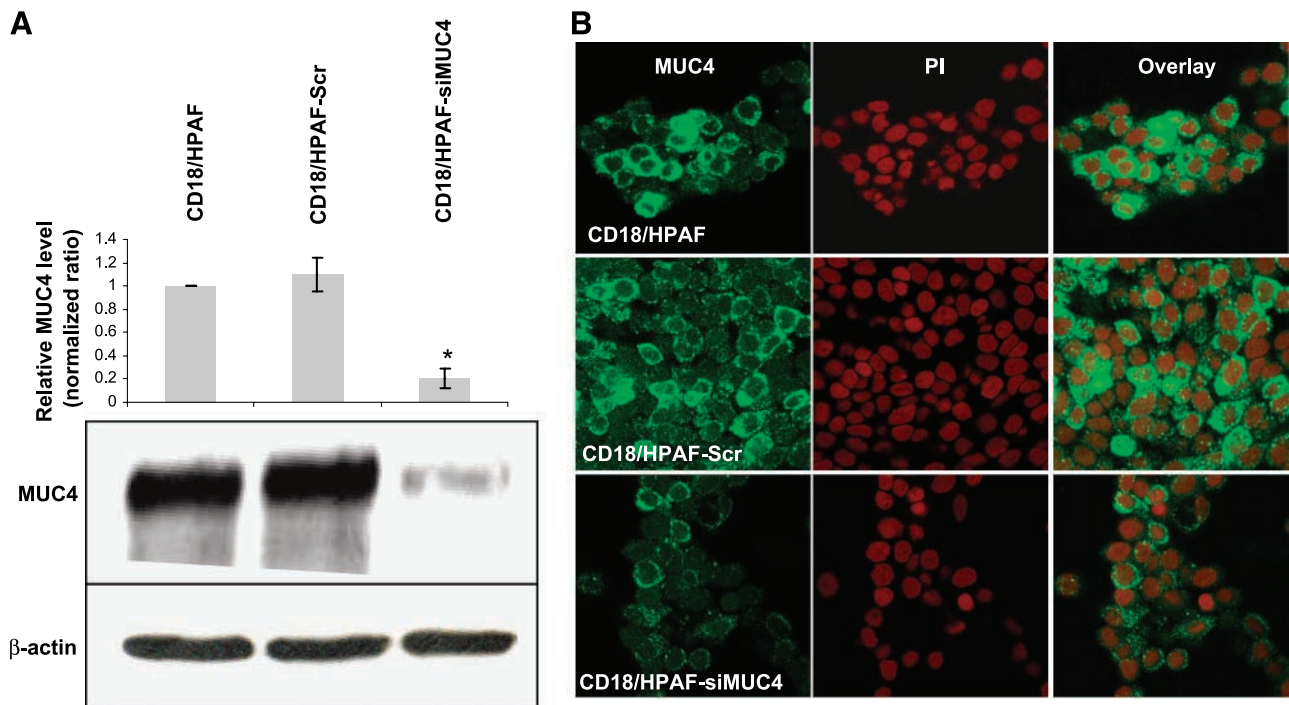 A
CD18/HPAF
CD18/HPAF-Scr
CD18/HPAF-siMUC4
Relative MUC4 level
(normalized ratio)
1.4
1.2
1
0.8
0.6
0.4
0.2
0
*
MUC4
β-actin
B
MUC4
PI
Overlay
CD18/HPAF
CD18/HPAF-Scr
CD18/HPAF-siMUC4